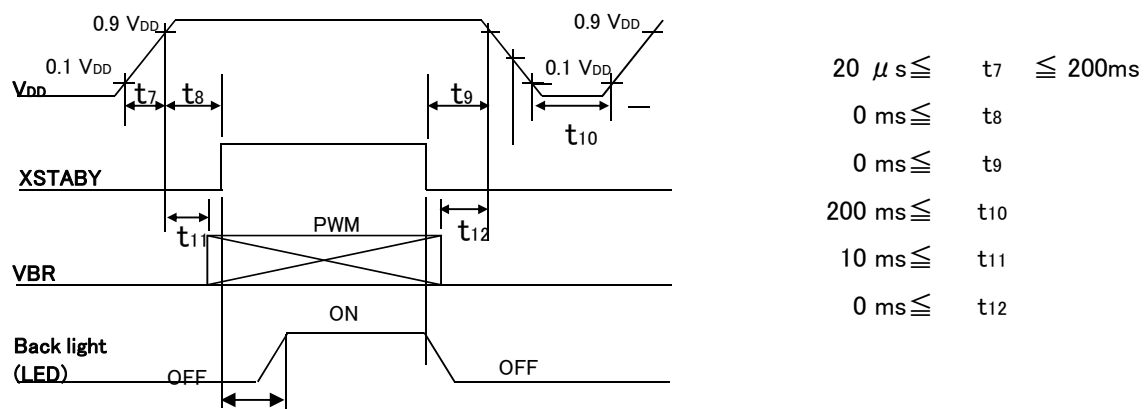 0.9 VDD
0.9 VDD
0.1 VDD
0.1 VDD
VDD
t7
t8
t9
t10
XSTABY
t11
PWM
t12
VBR
ON
Back light
(LED)
OFF
OFF
20 μs≦ t7 ≦ 200ms
0 ms≦ t8
0 ms≦ t9
200 ms≦ t10
10 ms≦ t11
0 ms≦ t12